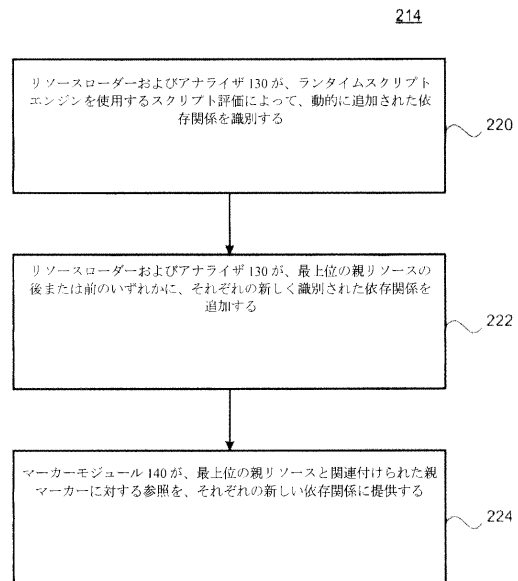 214
リソースローダーおよびアナライザ 130 が、ランタイムスクリプト
エンジンを使用するスクリプト評価によって、動的に追加された依
存関係を識別する
220
リソースローダーおよびアナライザ 130 が、最上位の親リソースの
後または前のいずれかに、それぞれの新しく識別された依存関係を
追加する
222
マーカーモジュール 140 が、最上位の親リソースと関連付けられた親
マーカーに対する参照を、それぞれの新しい依存関係に提供する
224